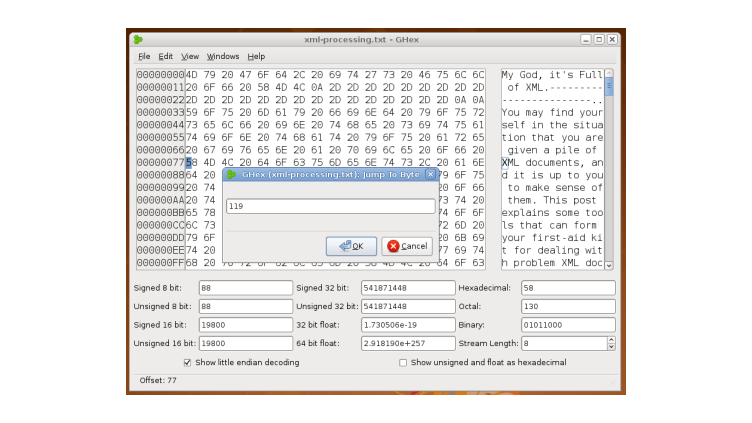 xml-processing.txt - GHex
File Edit View Windows Help
00000000 4D 79 20 47 6F 64 2C 20 69 74 27 73 20 46 75 6C 6C My God, it's Full
00000011 20 6F 66 20 58 4D 4C 0A 2D 2D 2D 2D 2D 2D 2D 2D 2D of XML.---------
00000022 2D 2D 2D 2D 2D 2D 2D 2D 2D 2D 2D 2D 2D 2D 2D 0A 0A ---------------..
00000033 59 6F 75 20 6D 61 79 20 66 69 6E 64 20 79 6F 75 72 You may find your
00000044 73 65 6C 66 20 69 6E 20 74 68 65 20 73 69 74 75 61 self in the situa
00000055 74 69 6F 6E 20 74 68 61 74 20 79 6F 75 20 61 72 65 tion that you are
00000066 20 67 69 76 65 6E 20 61 20 70 69 6C 65 20 6F 66 20 given a pile of
00000077 58 4D 4C 20 64 6F 63 75 6D 65 6E 74 73 2C 20 61 6E XML documents, an
00000088 64 20 79 6F 75 d it is up to you
00000099 20 74 20 6F 66 to make sense of
000000AA 20 74 73 74 20 them. This post
000000BB 65 78 74 6F 6F explains some too
000000CC 6C 73 72 6D 20 ls that can form
000000DD 79 6F 20 6B 69 your first-aid ki
000000EE 74 20 77 69 74 t for dealing wit
000000FF 68 20 64 6F 63 h problem XML doc
GHex (xml-processing.txt): Jump To Byte
119
OK Cancel
Signed 8 bit: 88 Signed 32 bit: 541871448 Hexadecimal: 58
Unsigned 8 bit: 88 Unsigned 32 bit: 541871448 Octal: 130
Signed 16 bit: 19800 32 bit float: 1.730506e-19 Binary: 01011000
Unsigned 16 bit: 19800 64 bit float: 2.918190e+257 Stream Length: 8
Show little endian decoding Show unsigned and float as hexadecimal
Offset: 77